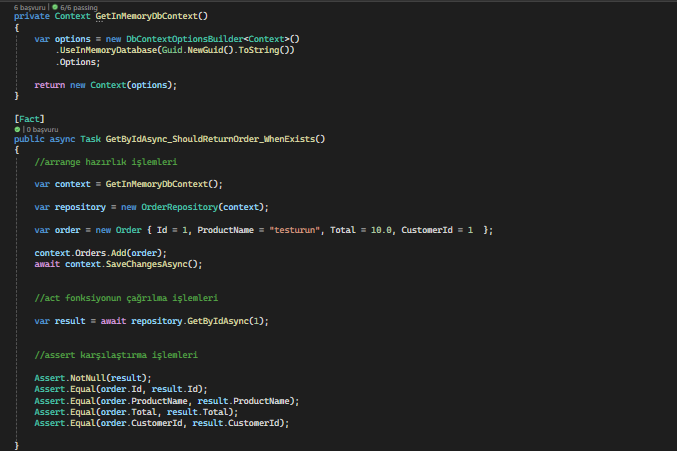 6 başvuru | 6/6 passing
private Context GetInMemoryDbContext()
{
var options = new DbContextOptionsBuilder<Context>()
.UseInMemoryDatabase(Guid.NewGuid().ToString())
.Options;
return new Context(options);
}
[Fact]
| 0 başvuru
public async Task GetByIdAsync_ShouldReturnOrder_WhenExists()
{
//arrange hazırlık işlemleri
var context = GetInMemoryDbContext();
var repository = new OrderRepository(context);
var order = new Order { Id = 1, ProductName = "testurun", Total = 10.0, CustomerId = 1  };
context.Orders.Add(order);
await context.SaveChangesAsync();
//act fonksiyonun çağrılma işlemleri
var result = await repository.GetByIdAsync(1);
//assert karşılaştırma işlemleri
Assert.NotNull(result);
Assert.Equal(order.Id, result.Id);
Assert.Equal(order.ProductName, result.ProductName);
Assert.Equal(order.Total, result.Total);
Assert.Equal(order.CustomerId, result.CustomerId);
}